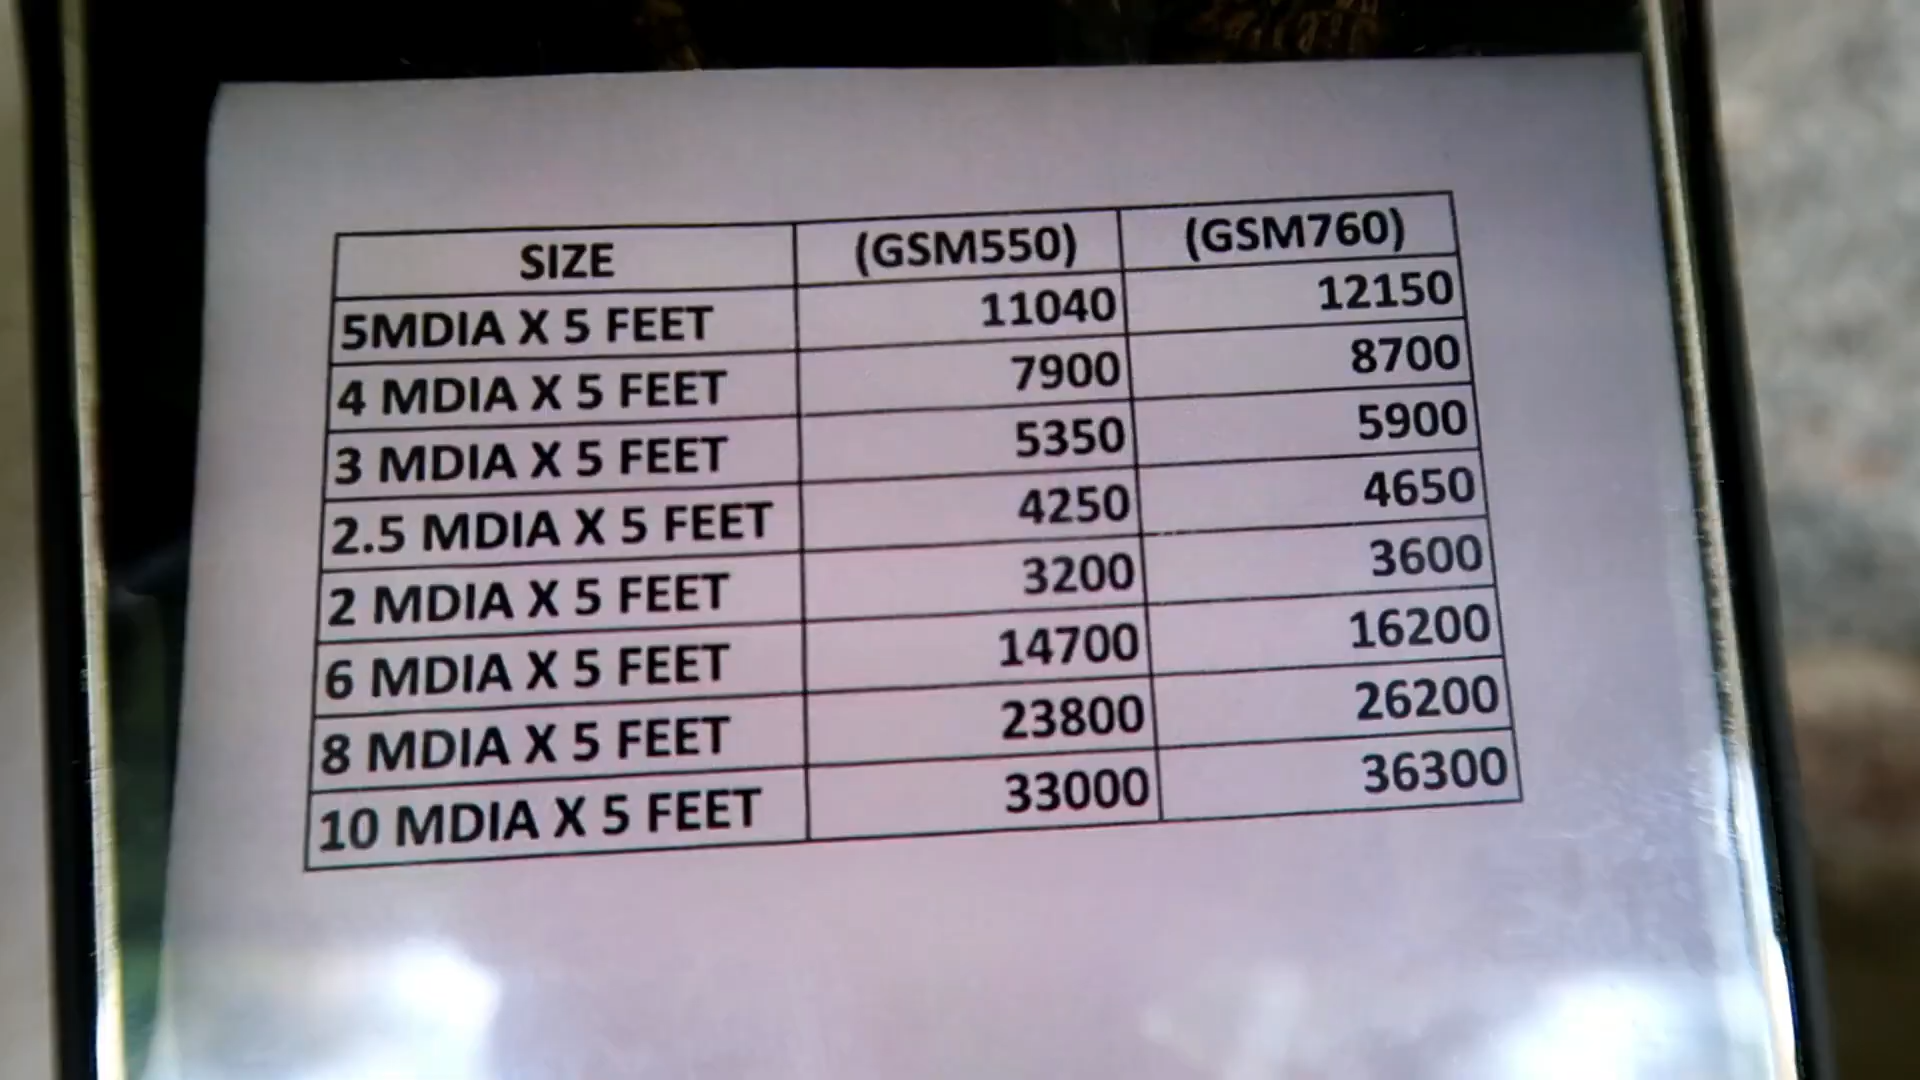 SIZE (GSM550) (GSM760)
5MDIA X 5 FEET 11040 12150
4 MDIA X 5 FEET 7900 8700
3 MDIA X 5 FEET 5350 5900
2.5 MDIA X 5 FEET 4250 4650
2 MDIA X 5 FEET 3200 3600
6 MDIA X 5 FEET 14700 16200
8 MDIA X 5 FEET 23800 26200
10 MDIA X 5 FEET 33000 36300